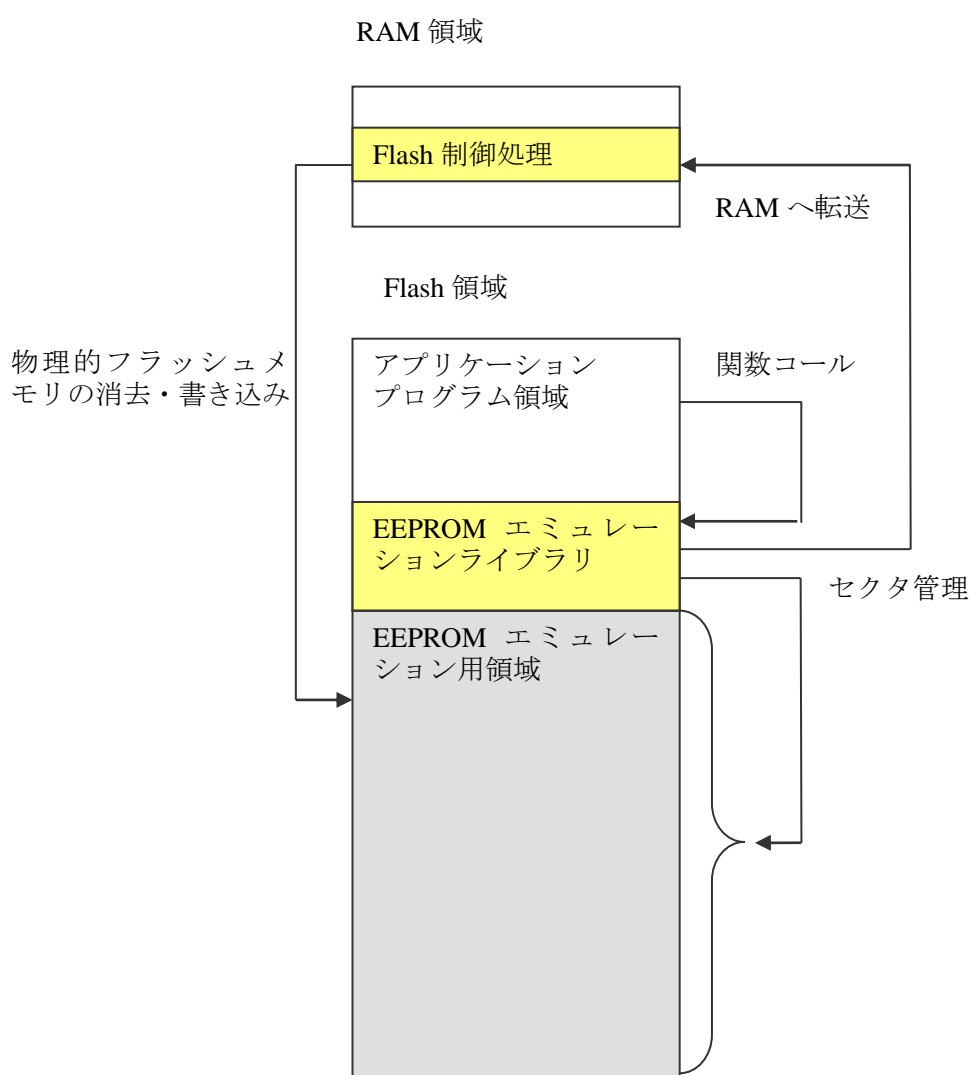 RAM 領域
Flash 制御処理
RAM へ転送
Flash 領域
物理的フラッシュメ
モリの消去・書き込み
アプリケーション
プログラム領域
関数コール
EEPROM エミュレー
ションライブラリ
セクタ管理
EEPROM エミュレー
ション用領域